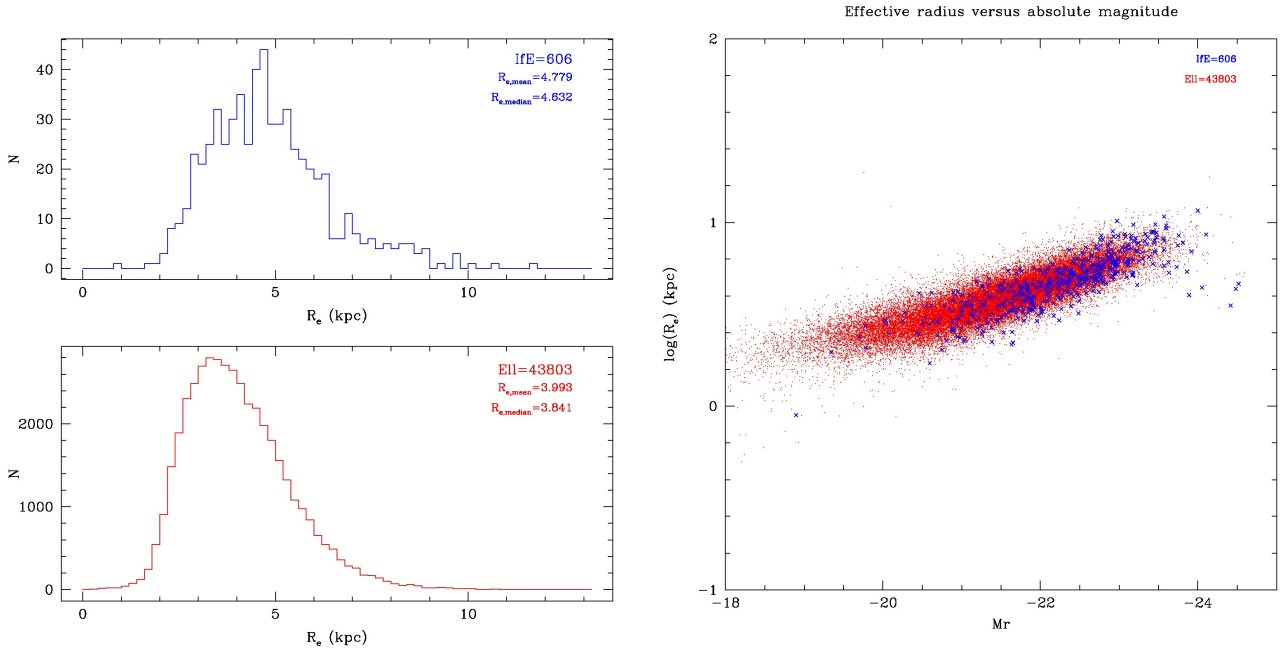 IfE=606
R_e,mean=4.779
R_e,median=4.632
40
30
20
10
0
N
0 5 10
R_e (kpc)
Ell=43803
R_e,mean=3.993
R_e,median=3.841
2000
1000
0
N
0 5 10
R_e (kpc)
Effective radius versus absolute magnitude
IfE=606
Ell=43803
2
1
0
-1
log(R_e) (kpc)
-18 -20 -22 -24
Mr